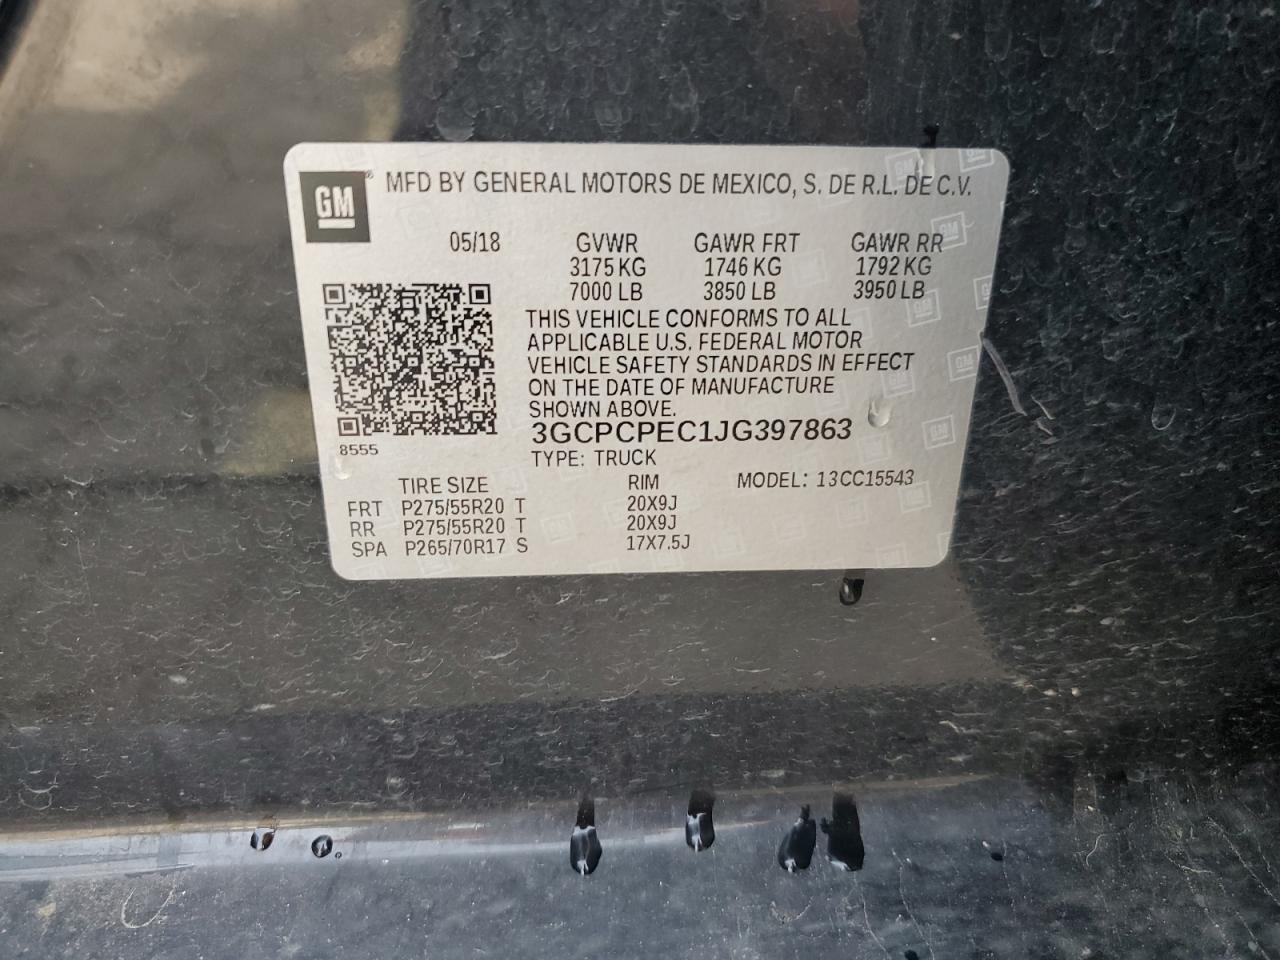 GM ® MFD BY GENERAL MOTORS DE MEXICO, S. DE R.L. DE C.V.
05/18 GVWR GAWR FRT GAWR RR
3175 KG 1746 KG 1792 KG
7000 LB 3850 LB 3950 LB
THIS VEHICLE CONFORMS TO ALL
APPLICABLE U.S. FEDERAL MOTOR
VEHICLE SAFETY STANDARDS IN EFFECT
ON THE DATE OF MANUFACTURE
SHOWN ABOVE.
3GCPCPEC1JG397863
8555
TYPE: TRUCK
TIRE SIZE RIM MODEL: 13CC15543
FRT P275/55R20 T 20X9J
RR P275/55R20 T 20X9J
SPA P265/70R17 S 17X7.5J